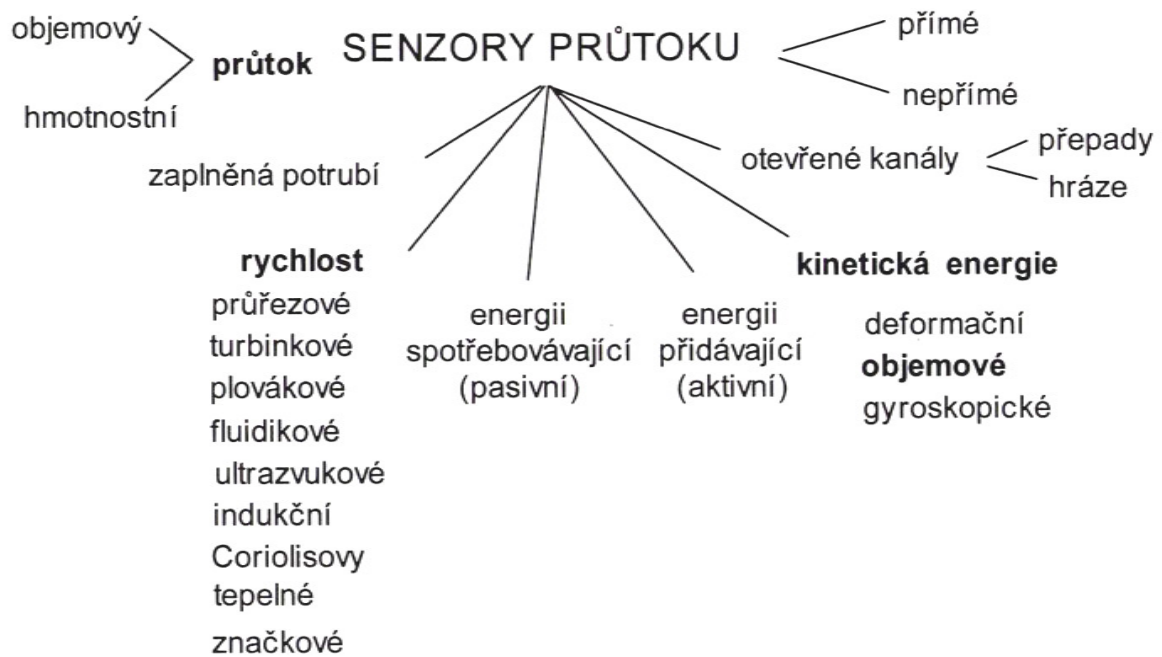 objemový
hmotnostní
průtok
SENZORY PRŮTOKU
přímé
nepřímé
zaplněná potrubí
otevřené kanály
přepady
hráze
rychlost
průřezové
turbinkové
plovákové
fluidikové
ultrazvukové
indukční
Coriolisovy
tepelné
značkové
energii
spotřebovávající
(pasivní)
energii
přidávající
(aktivní)
kinetická energie
deformační
objemové
gyroskopické